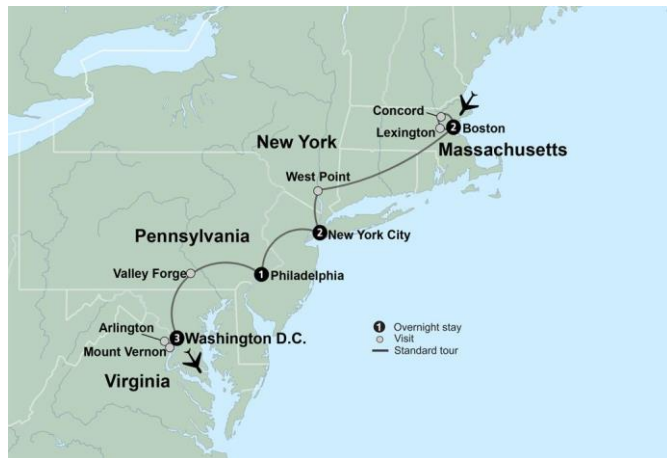 Concord
Lexington
2 Boston
Massachusetts
New York
West Point
2 New York City
Pennsylvania
Valley Forge
1 Philadelphia
Arlington
3 Washington D.C.
Mount Vernon
Virginia
1 Overnight stay
Visit
Standard tour